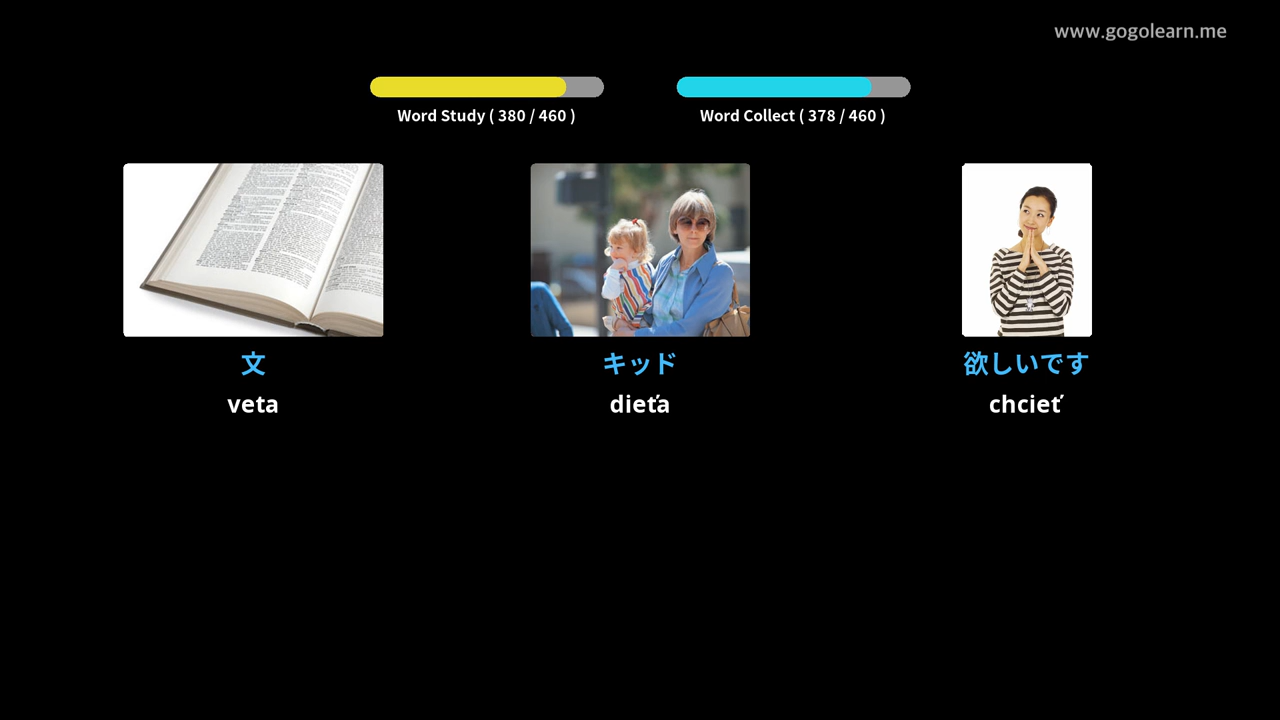 www.gogolearn.me
Word Study ( 380 / 460 )
Word Collect ( 378 / 460 )
文
キッド
欲しいです
veta
dieťa
chcieť